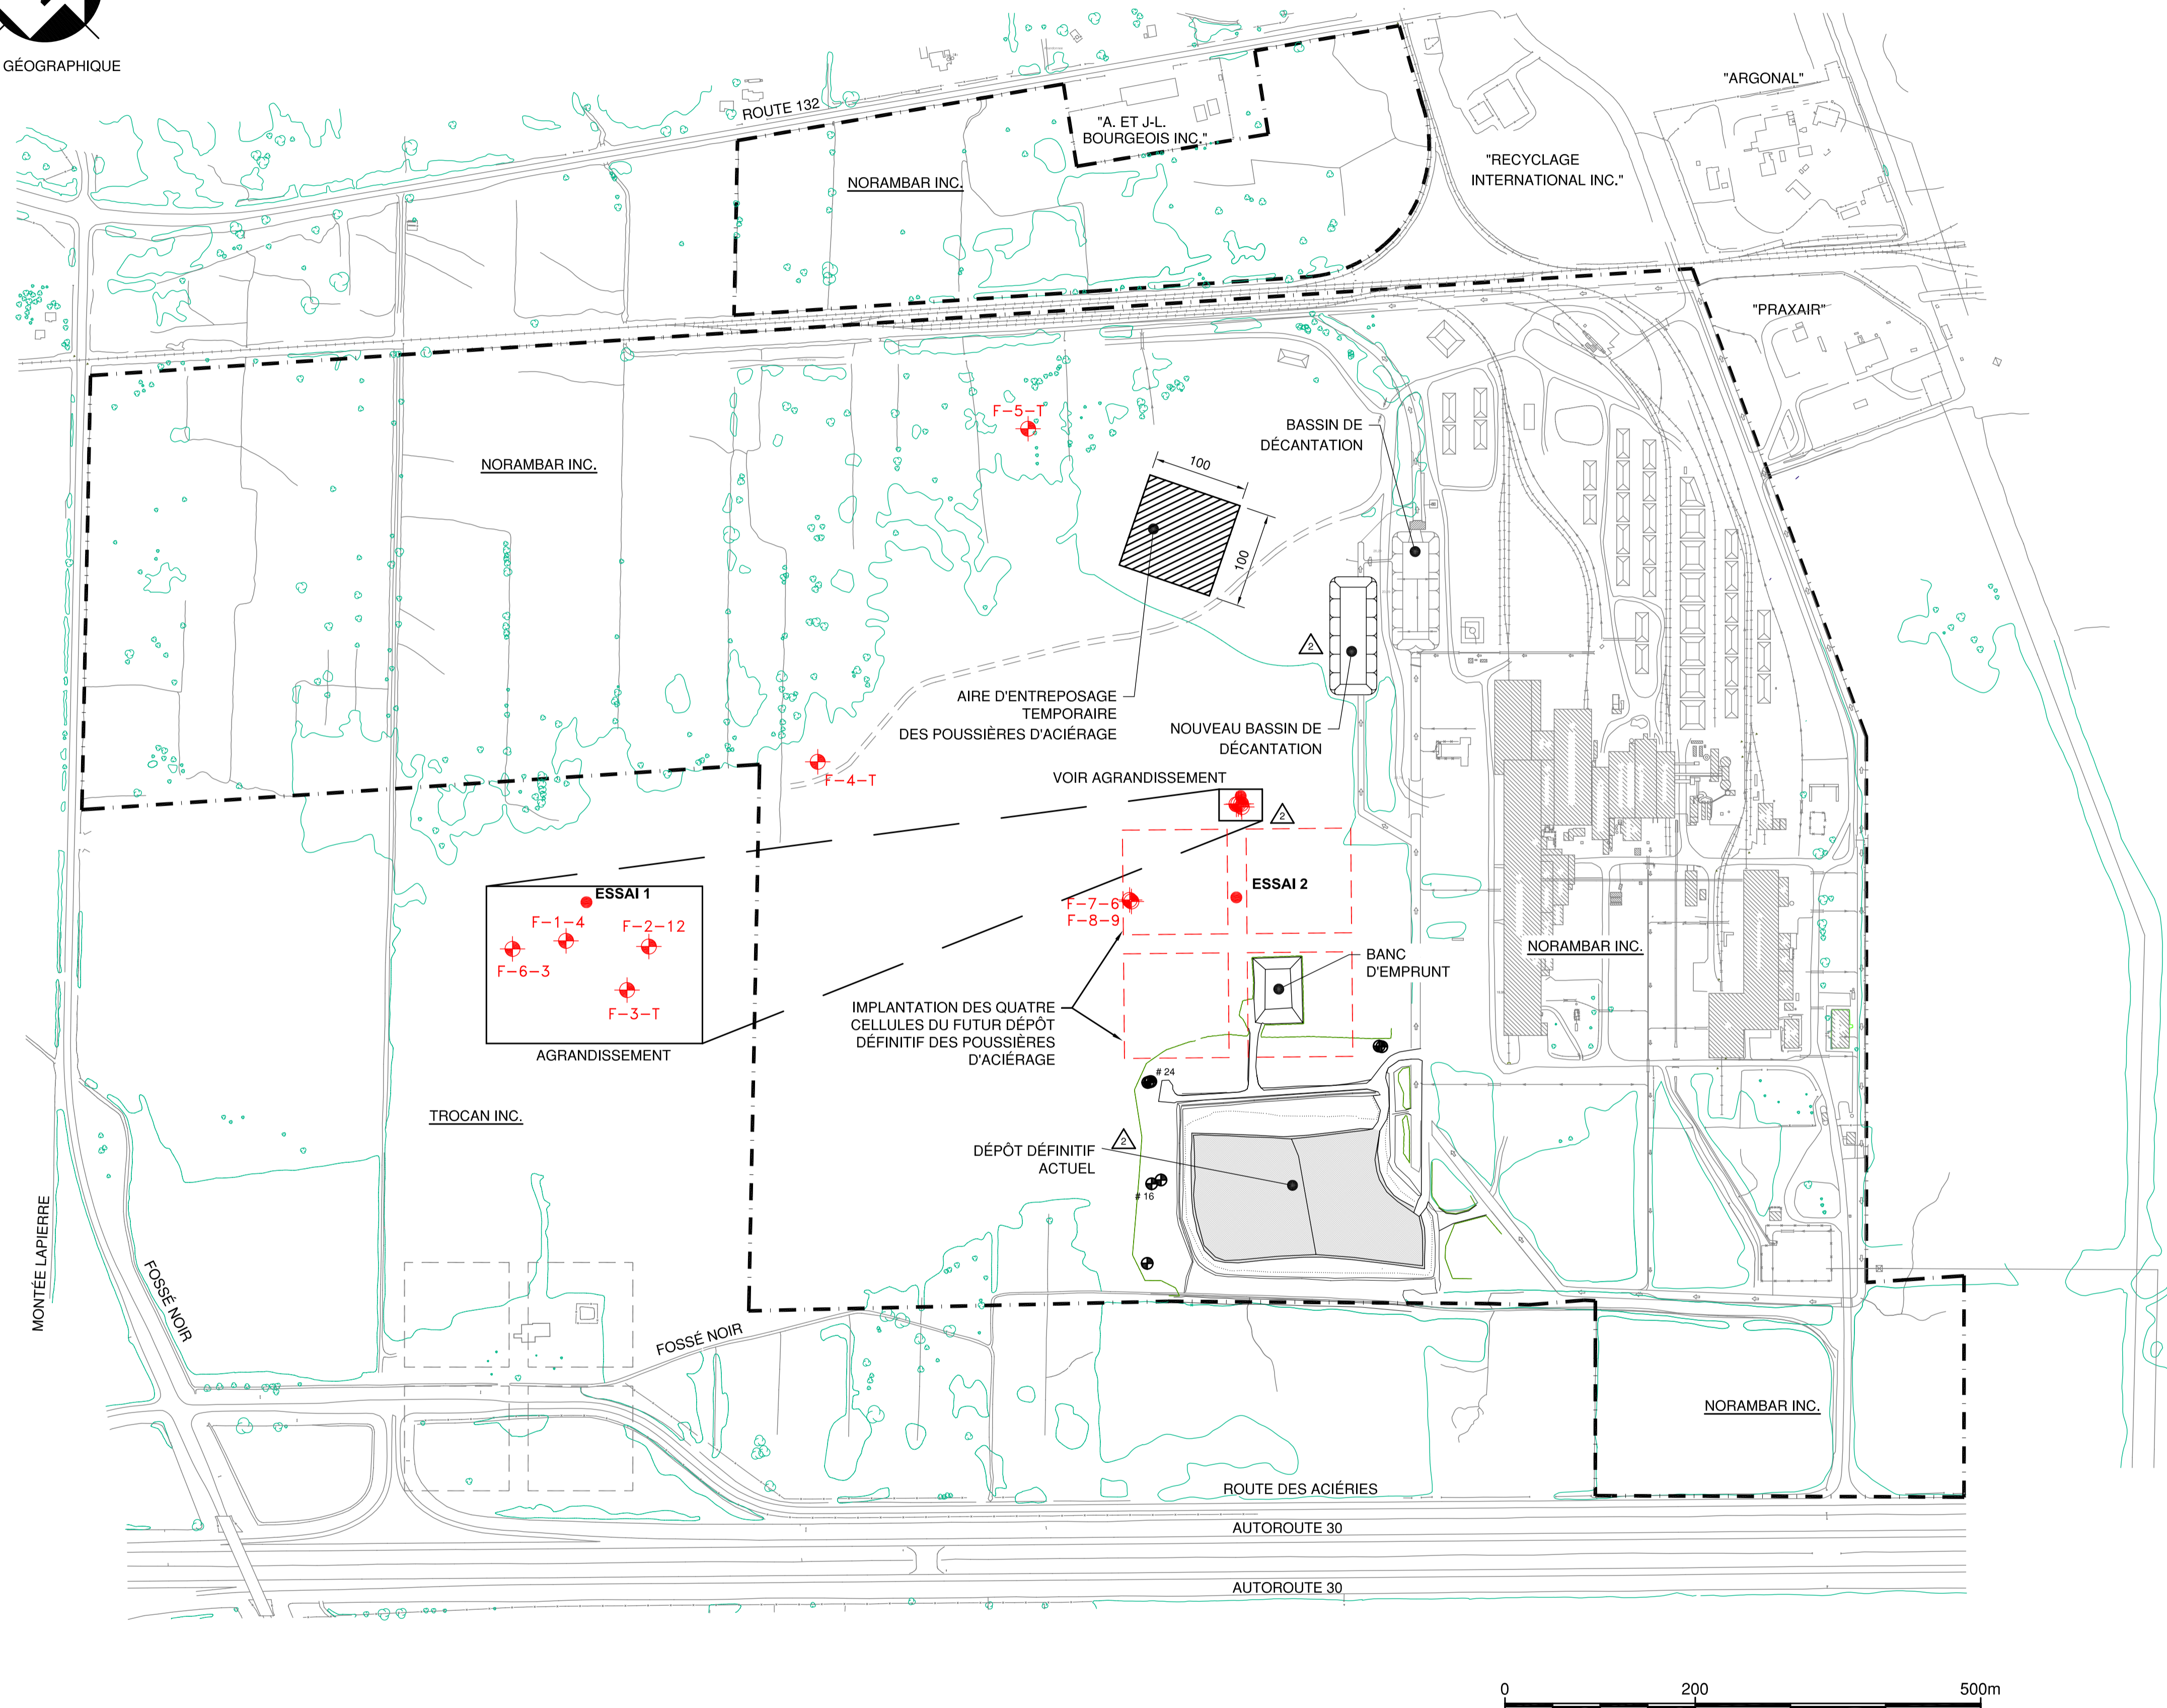 GÉOGRAPHIQUE
ROUTE 132
"A. ET J-L.
BOURGEOIS INC."
"ARGONAL"
"RECYCLAGE
INTERNATIONAL INC."
NORAMBAR INC.
"PRAXAIR"
F-5-T
BASSIN DE
DÉCANTATION
NORAMBAR INC.
100
100
2
AIRE D'ENTREPOSAGE
TEMPORAIRE
DES POUSSIÈRES D'ACIÉRAGE
NOUVEAU BASSIN DE
DÉCANTATION
F-4-T
VOIR AGRANDISSEMENT
2
ESSAI 1
F-1-4
F-2-12
F-6-3
F-3-T
AGRANDISSEMENT
ESSAI 2
F-7-6
F-8-9
NORAMBAR INC.
BANC
D'EMPRUNT
IMPLANTATION DES QUATRE
CELLULES DU FUTUR DÉPÔT
DÉFINITIF DES POUSSIÈRES
D'ACIÉRAGE
# 24
TROCAN INC.
2
DÉPÔT DÉFINITIF
ACTUEL
# 16
MONTÉE LAPIERRE
FOSSÉ NOIR
FOSSÉ NOIR
NORAMBAR INC.
ROUTE DES ACIÉRIES
AUTOROUTE 30
AUTOROUTE 30
0
200
500m